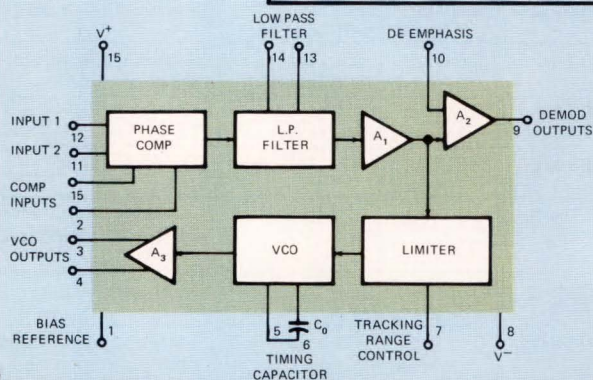 LOW PASS
FILTER
DE EMPHASIS
V+
15
14
13
10
INPUT 1
12
INPUT 2
11
PHASE
COMP
L.P.
FILTER
A1
A2
9
DEMOD
OUTPUTS
COMP
INPUTS
15
2
VCO
OUTPUTS
3
4
A3
VCO
LIMITER
BIAS
REFERENCE
1
5
6
C0
TIMING
CAPACITOR
TRACKING
RANGE
CONTROL
7
8
V−